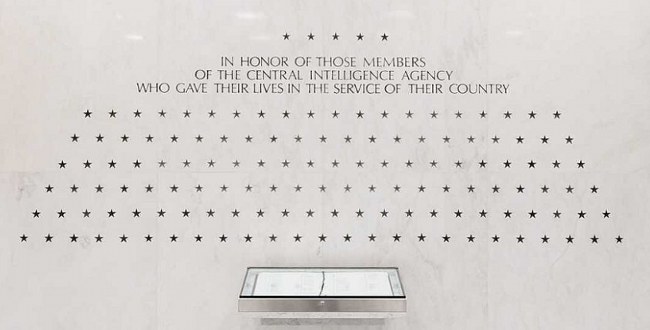 IN HONOR OF THOSE MEMBERS
OF THE CENTRAL INTELLIGENCE AGENCY
WHO GAVE THEIR LIVES IN THE SERVICE OF THEIR COUNTRY